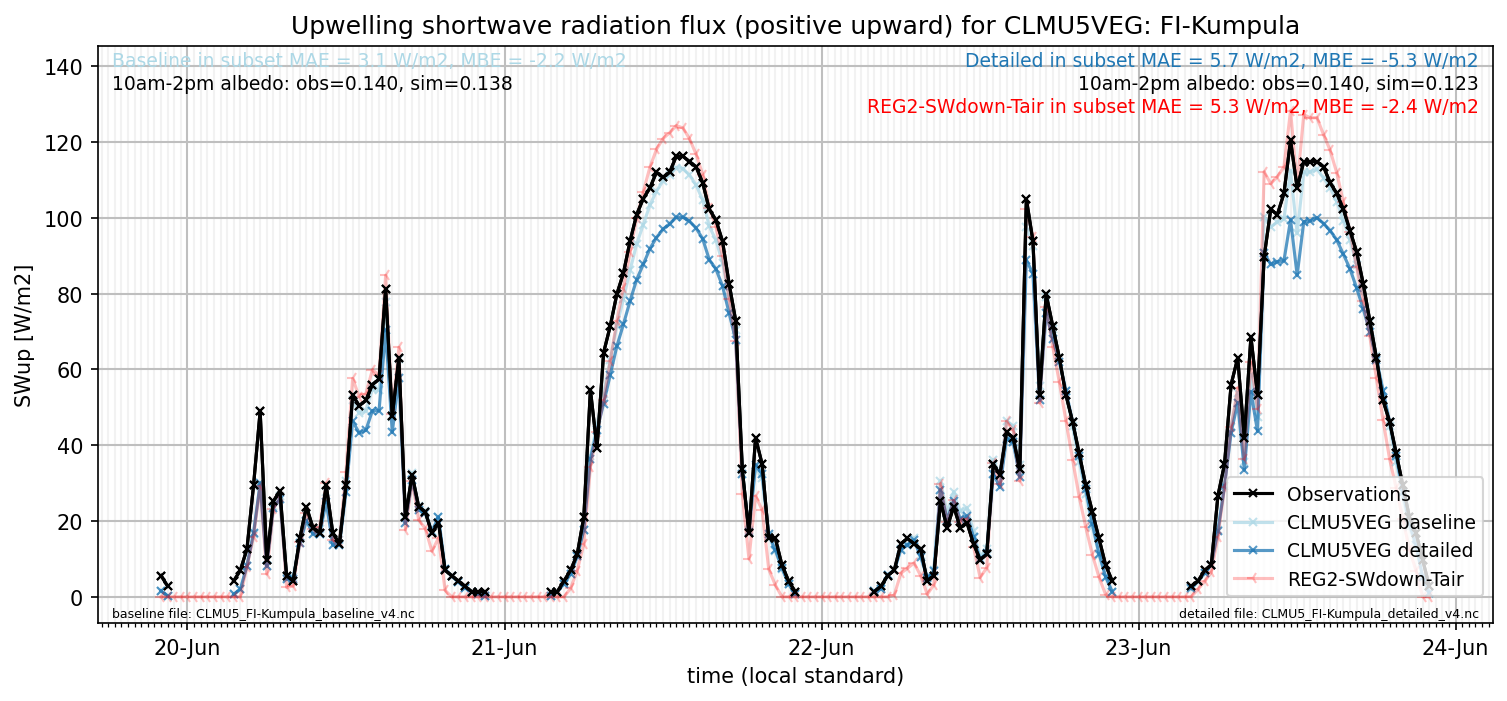 Upwelling shortwave radiation flux (positive upward) for CLMU5VEG: FI-Kumpula
Baseline in subset MAE = 3.1 W/m2, MBE = -2.2 W/m2
10am-2pm albedo: obs=0.140, sim=0.138
Detailed in subset MAE = 5.7 W/m2, MBE = -5.3 W/m2
10am-2pm albedo: obs=0.140, sim=0.123
REG2-SWdown-Tair in subset MAE = 5.3 W/m2, MBE = -2.4 W/m2
SWup [W/m2]
140
120
100
80
60
40
20
0
Observations
CLMU5VEG baseline
CLMU5VEG detailed
REG2-SWdown-Tair
baseline file: CLMU5_FI-Kumpula_baseline_v4.nc
detailed file: CLMU5_FI-Kumpula_detailed_v4.nc
20-Jun
21-Jun
22-Jun
23-Jun
24-Jun
time (local standard)